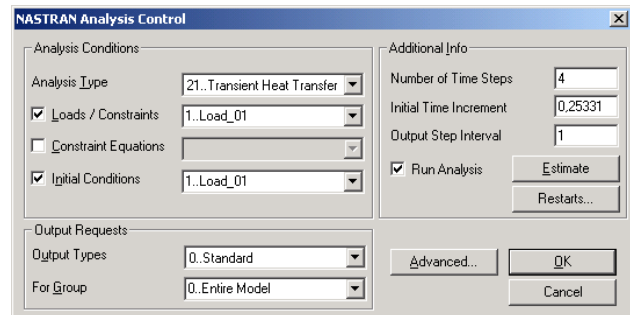 NASTRAN Analysis Control
Analysis Conditions
Analysis Type
21..Transient Heat Transfer
Loads / Constraints
1..Load_01
Constraint Equations
Initial Conditions
1..Load_01
Output Requests
Output Types
0..Standard
For Group
0..Entire Model
Additional Info
Number of Time Steps
4
Initial Time Increment
0,25331
Output Step Interval
1
Run Analysis
Estimate
Restarts...
Advanced...
OK
Cancel